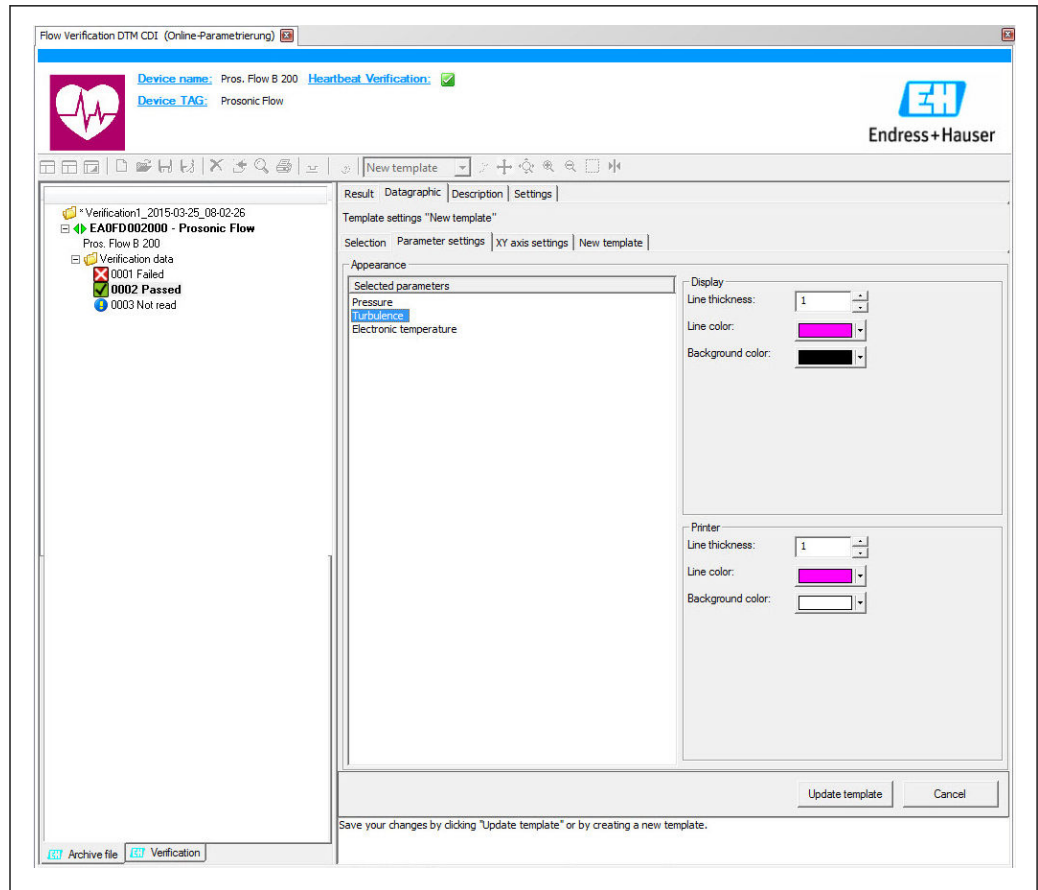 Flow Verification DTM CDI (Online-Parametrierung)
Device name: Pros. Flow B 200 Heartbeat Verification:
Device TAG: Prosonic Flow
EH
Endress+Hauser
New template
Result Datagraphic Description Settings
Template settings "New template"
Selection Parameter settings XY axis settings New template
* Verification1_2015-03-25_08-02-26
EA0FD002000 - Prosonic Flow
Pros. Flow B 200
Verification data
0001 Failed
0002 Passed
0003 Not read
Appearance
Selected parameters
Pressure
Turbulence
Electronic temperature
Display
Line thickness: 1
Line color:
Background color:
Printer
Line thickness: 1
Line color:
Background color:
Update template Cancel
Save your changes by clicking "Update template" or by creating a new template.
EH Archive file EH Verification